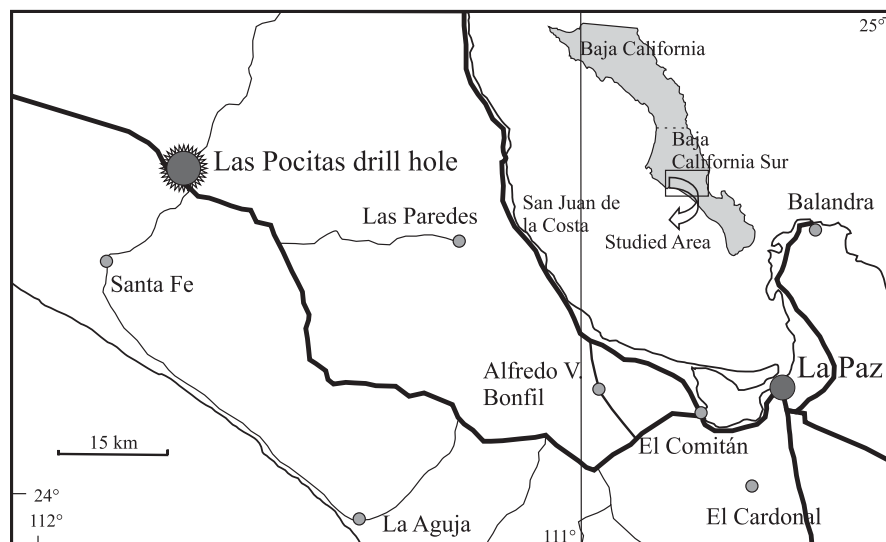 25°
Baja California
Baja
California Sur
Las Pocitas drill hole
San Juan de
la Costa
Balandra
Las Paredes
Studied Area
Santa Fe
Alfredo V.
Bonfil
La Paz
15 km
El Comitán
24°
112°
La Aguja
111°
El Cardonal